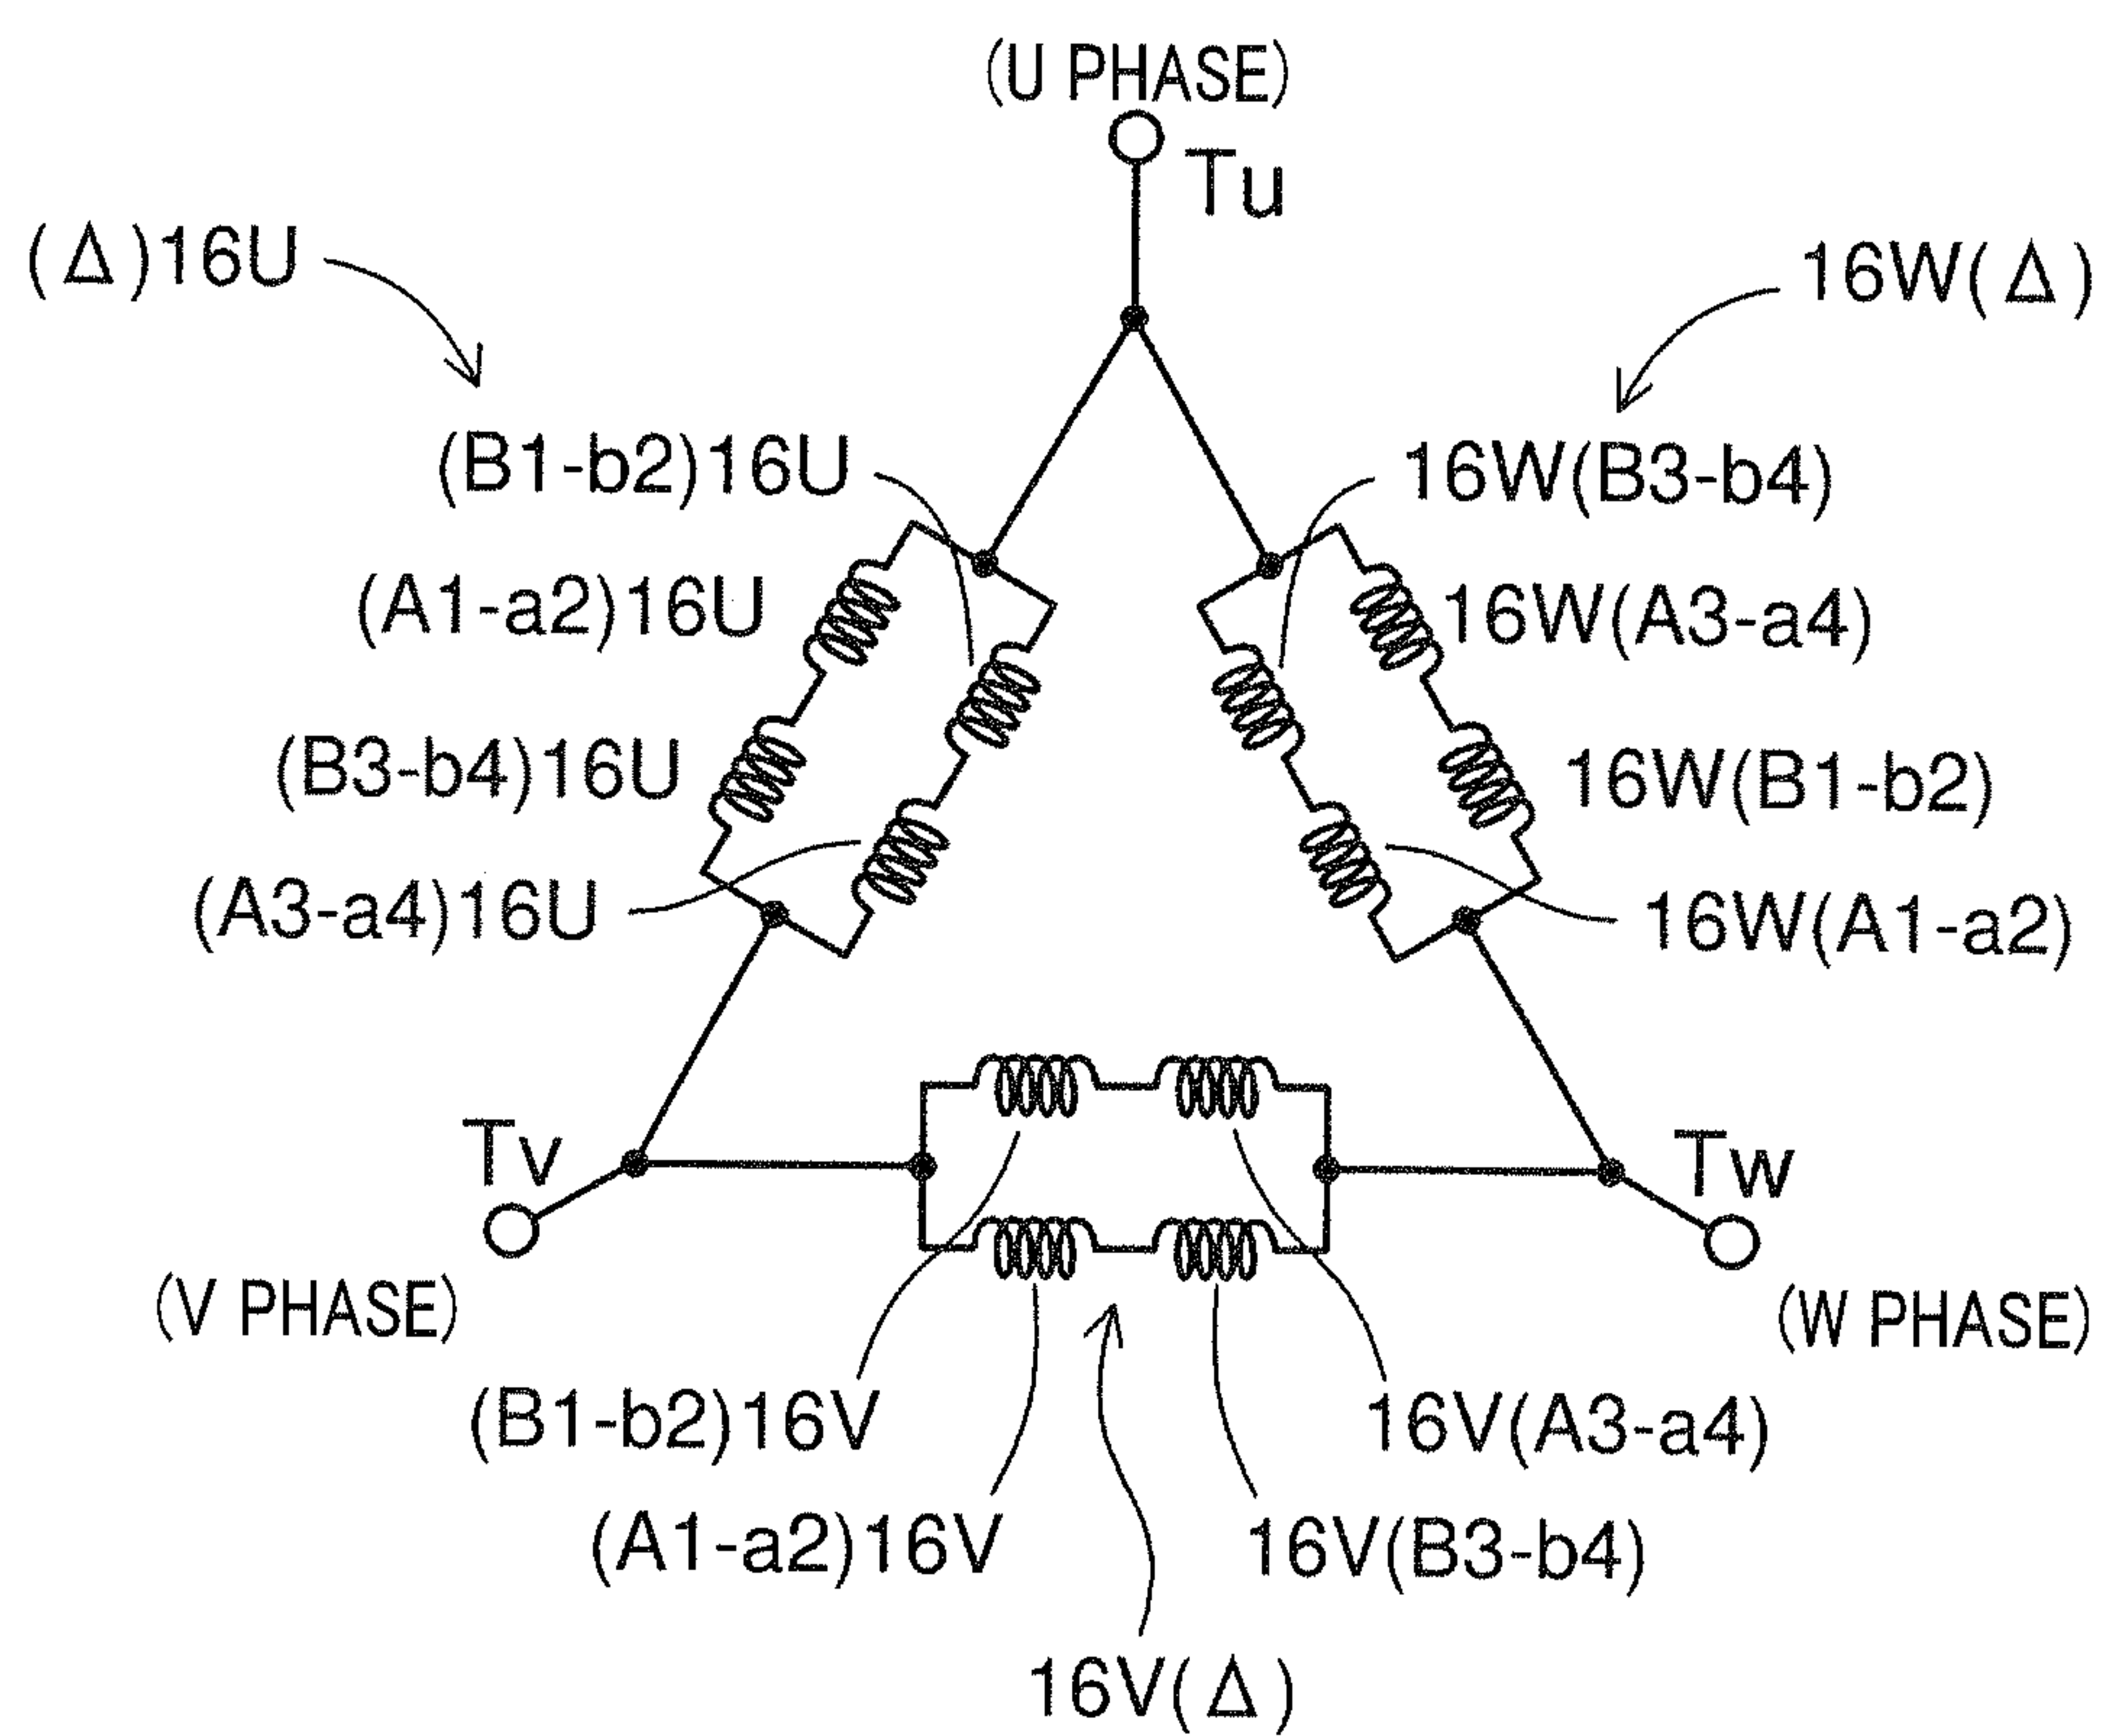 (U PHASE)
Tu
(Δ)16U
16W(Δ)
(B1-b2)16U
16W(B3-b4)
(A1-a2)16U
16W(A3-a4)
(B3-b4)16U
16W(B1-b2)
(A3-a4)16U
16W(A1-a2)
Tv
Tw
(V PHASE)
(W PHASE)
(B1-b2)16V
16V(A3-a4)
(A1-a2)16V
16V(B3-b4)
16V(Δ)